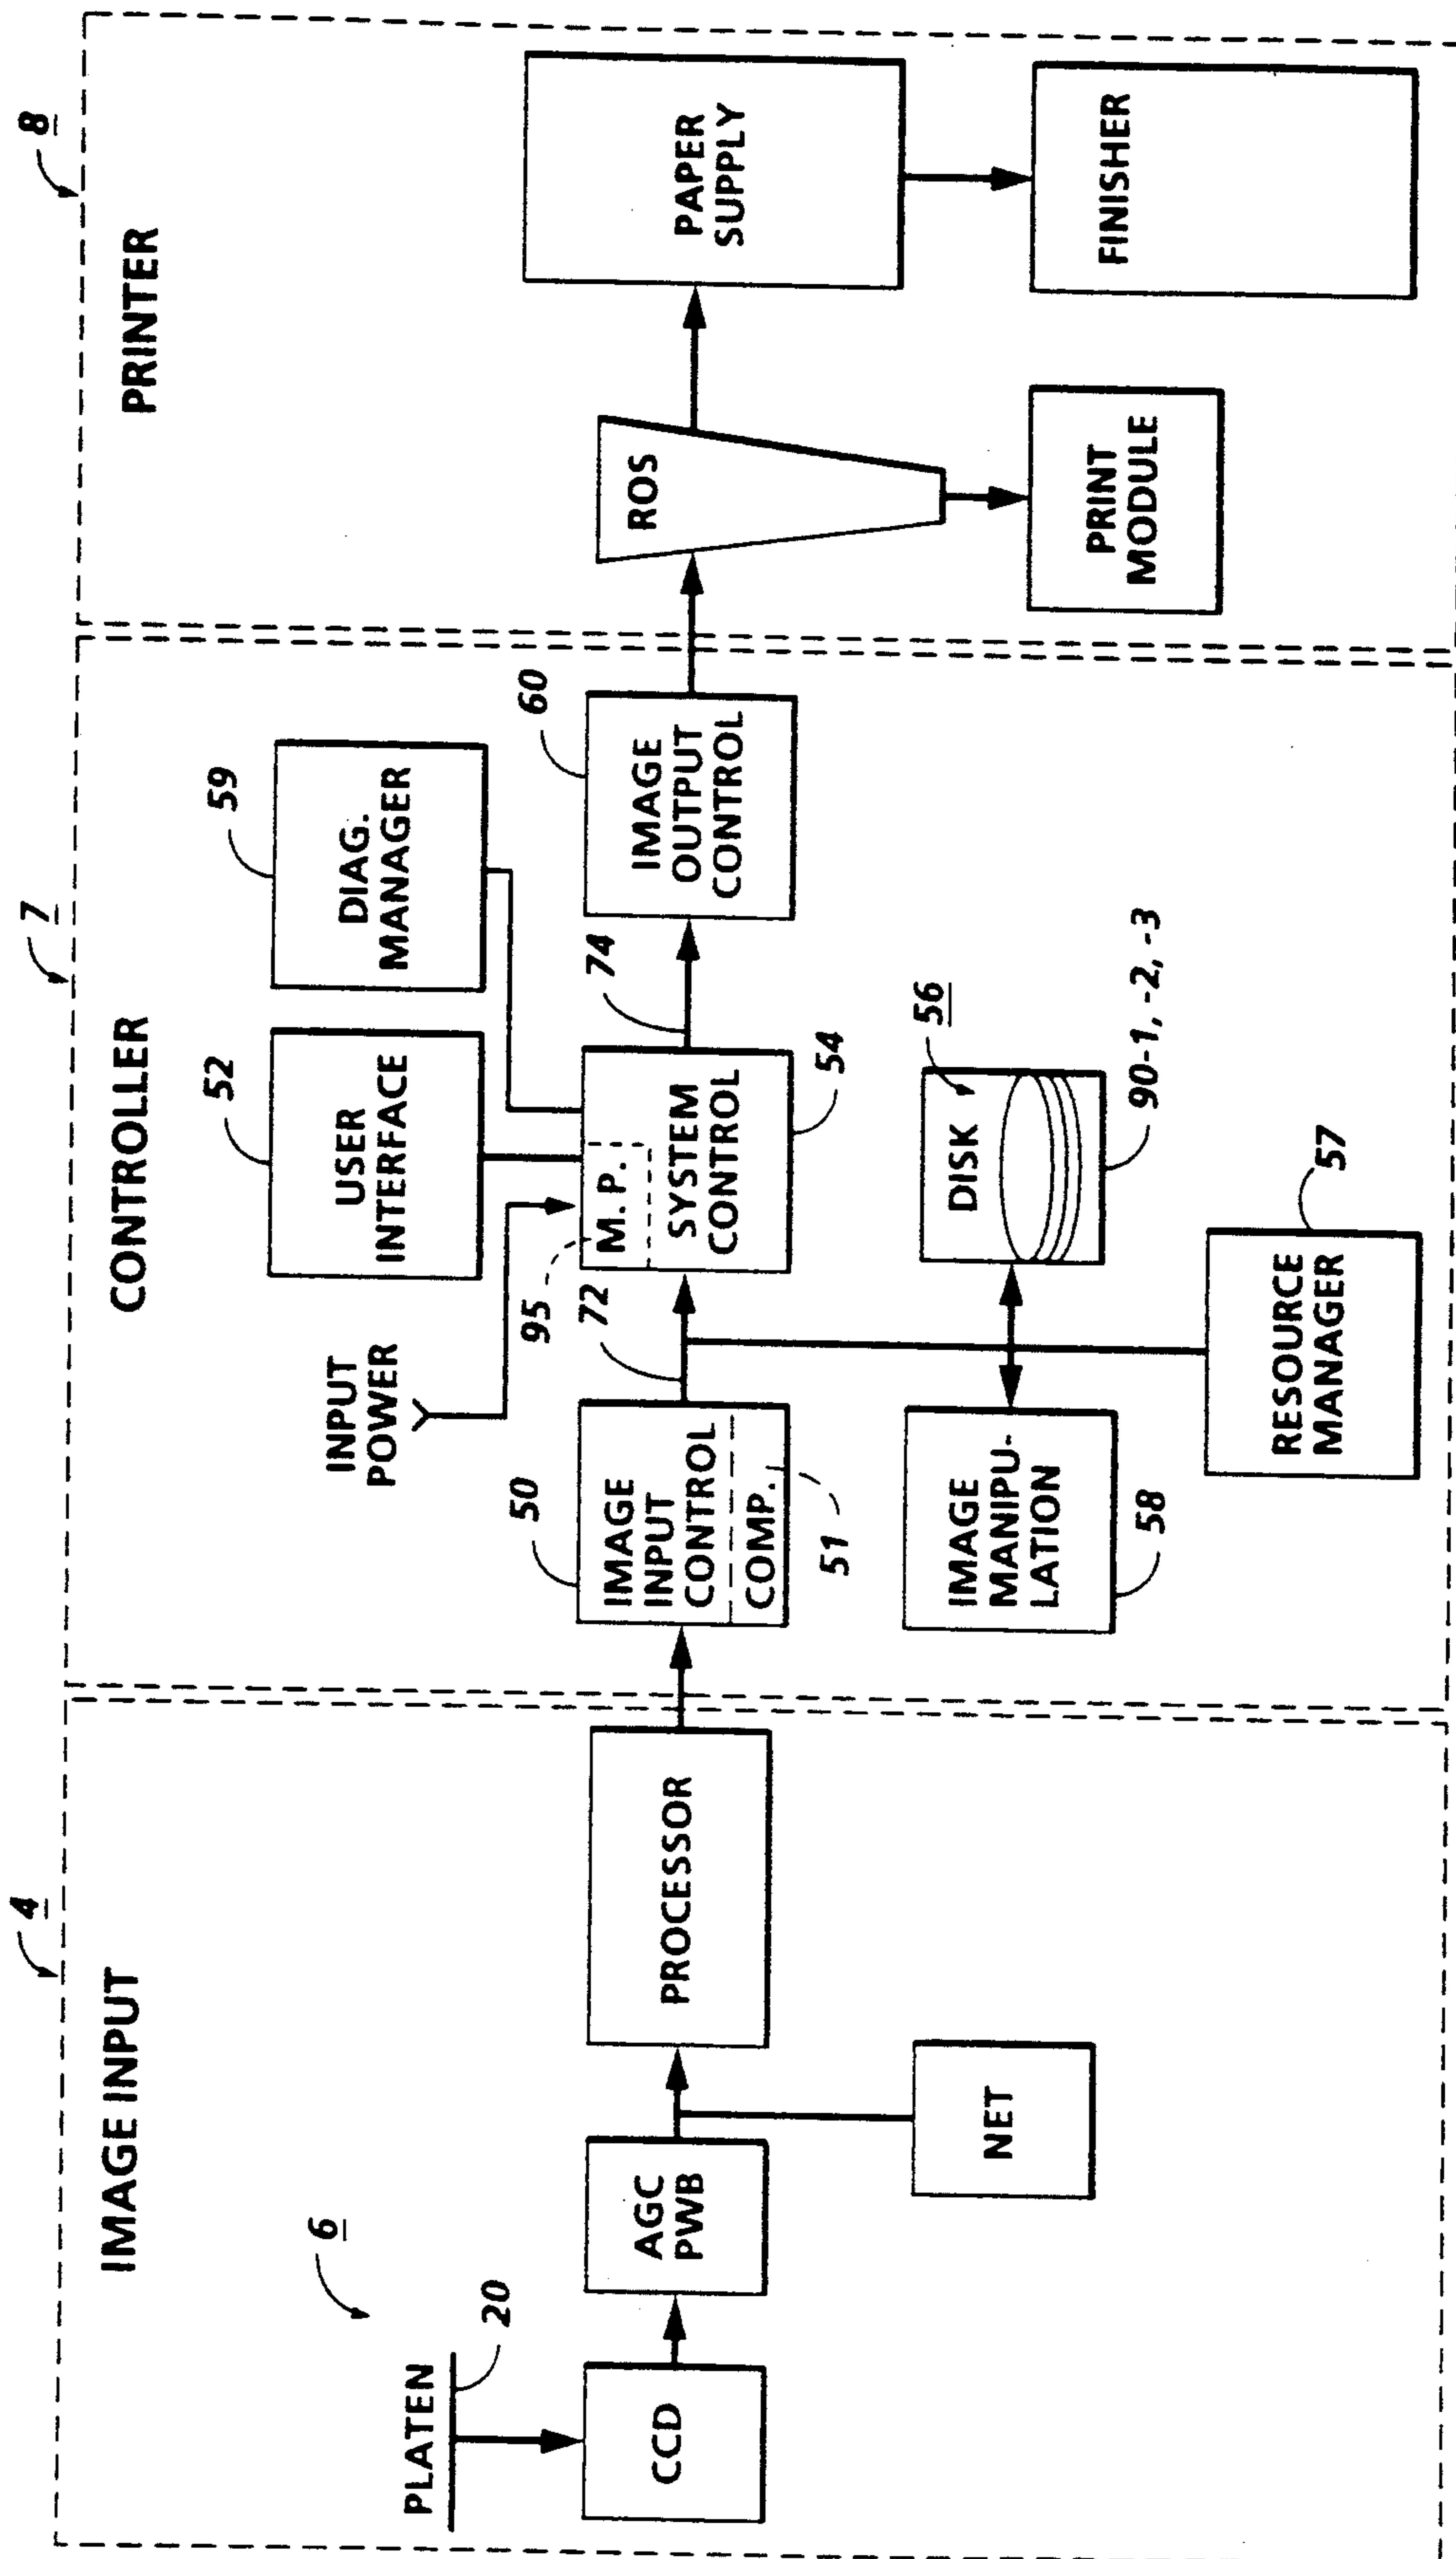 4
IMAGE INPUT
6
PLATEN
20
CCD
AGC
PWB
NET
PROCESSOR
7
CONTROLLER
INPUT
POWER
52
USER
INTERFACE
59
DIAG.
MANAGER
50
IMAGE
INPUT
CONTROL
COMP.
51
72
95
M. P.
SYSTEM
CONTROL
54
74
60
IMAGE
OUTPUT
CONTROL
IMAGE
MANIPU-
LATION
58
DISK
56
90-1, -2, -3
RESOURCE
MANAGER
57
8
PRINTER
ROS
PRINT
MODULE
PAPER
SUPPLY
FINISHER